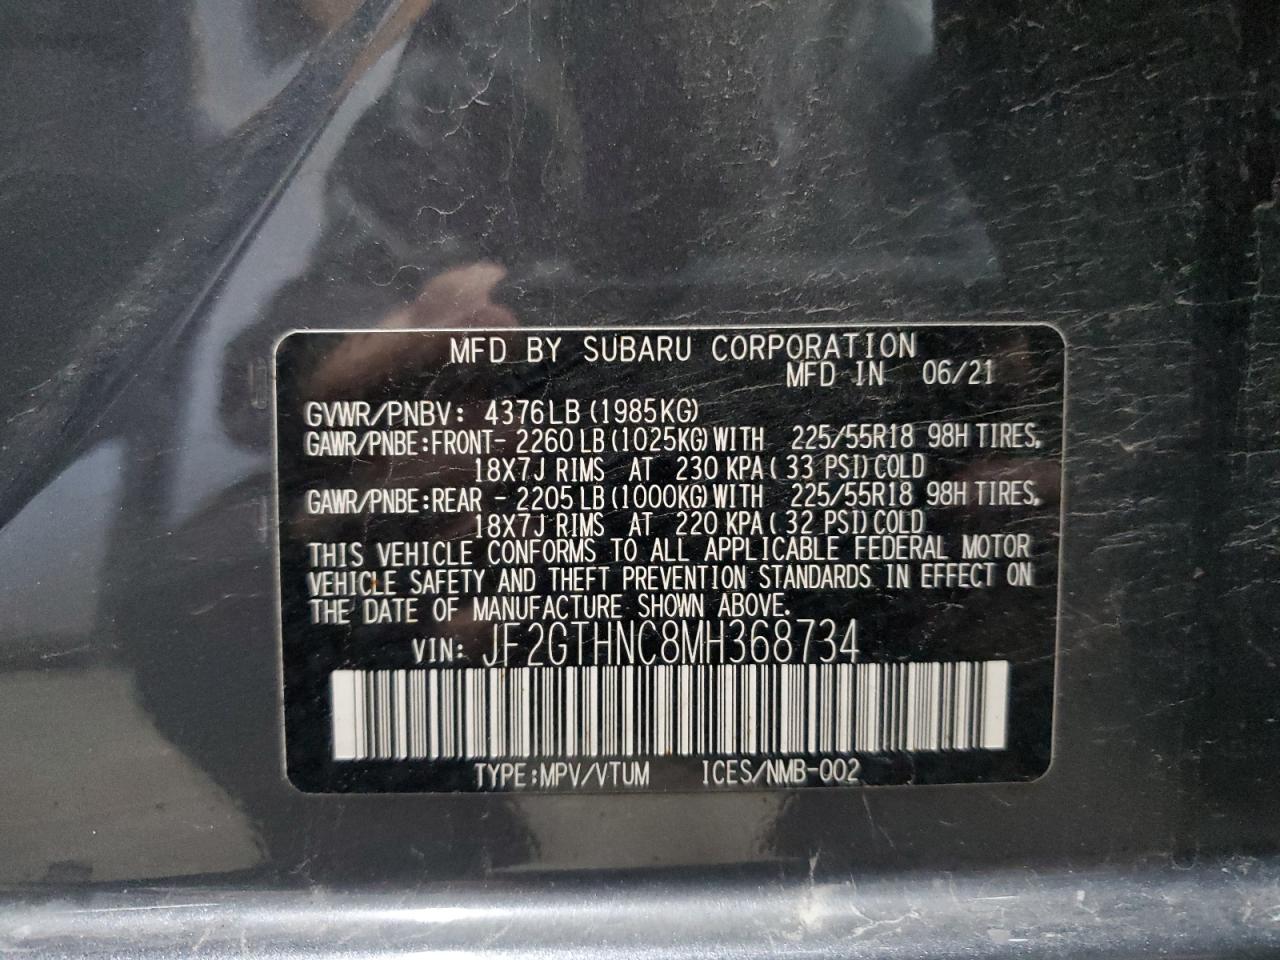 MFD BY SUBARU CORPORATION
MFD IN 06/21
GVWR/PNBV: 4376LB(1985KG)
GAWR/PNBE:FRONT- 2260LB(1025KG)WITH 225/55R18 98H TIRES,
18X7J RIMS AT 230 KPA( 33 PSI)COLD
GAWR/PNBE:REAR - 2205LB(1000KG)WITH 225/55R18 98H TIRES,
18X7J RIMS AT 220 KPA( 32 PSI)COLD
THIS VEHICLE CONFORMS TO ALL APPLICABLE FEDERAL MOTOR
VEHICLE SAFETY AND THEFT PREVENTION STANDARDS IN EFFECT ON
THE DATE OF MANUFACTURE SHOWN ABOVE.
VIN: JF2GTHNC8MH368734
TYPE:MPV/VTUM ICES/NMB-002